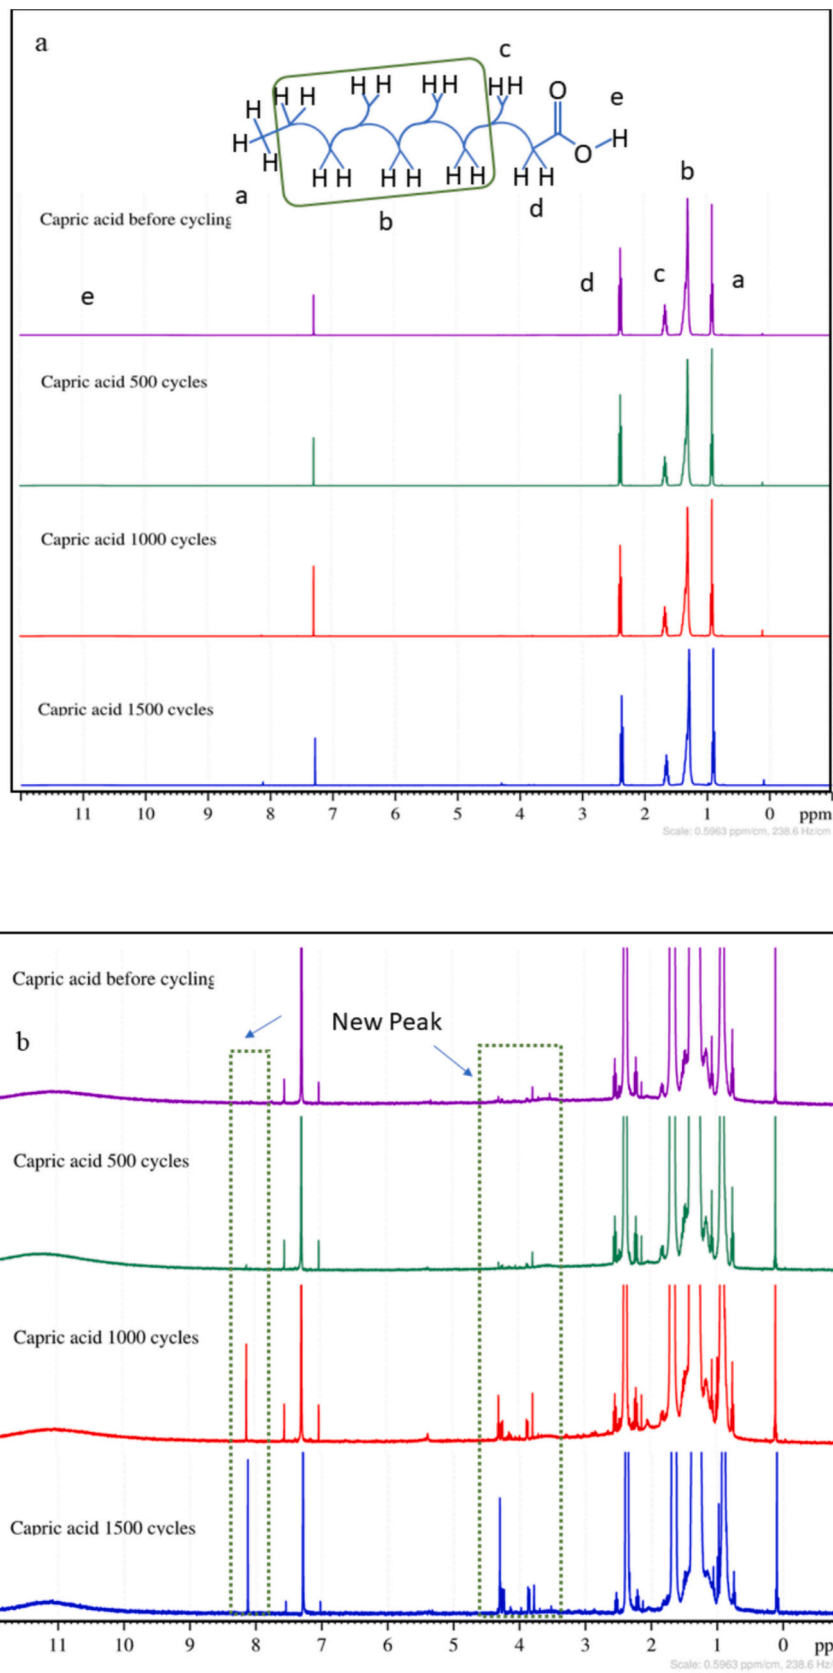 a
c
H H H H H H H H O e
H H H
H H H H H H H H O
a b d b
Capric acid before cycling
e d c a
Capric acid 500 cycles
Capric acid 1000 cycles
Capric acid 1500 cycles
11 10 9 8 7 6 5 4 3 2 1 0 ppm
Scale: 0.5963 ppm/cm, 238.6 Hz/cm
Capric acid before cycling
New Peak
b
Capric acid 500 cycles
Capric acid 1000 cycles
Capric acid 1500 cycles
11 10 9 8 7 6 5 4 3 2 1 0 pp
Scale: 0.5963 ppm/cm, 238.6 Hz/